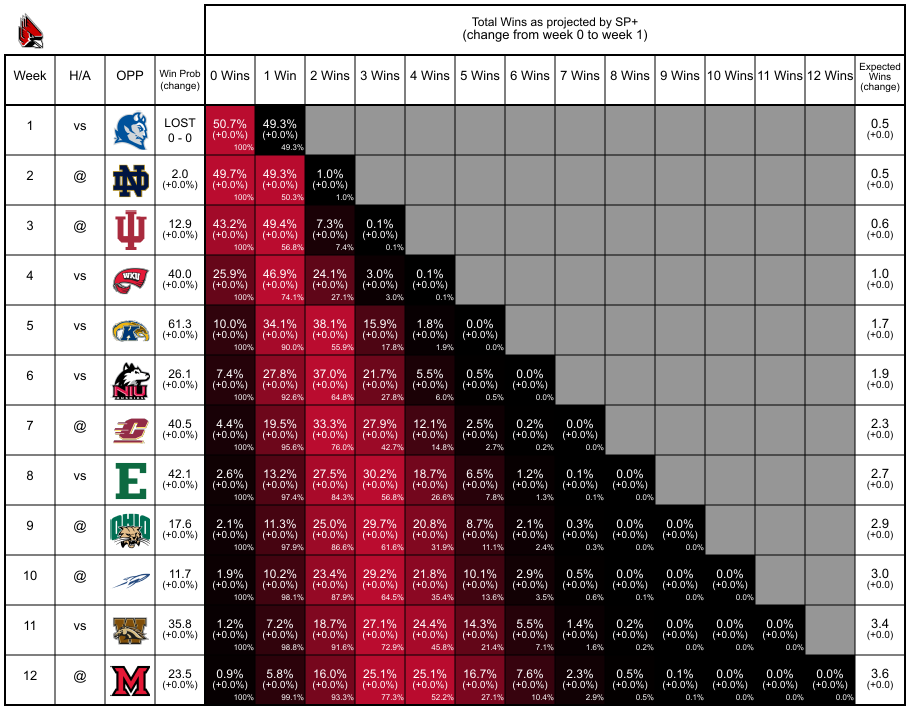 Total Wins as projected by SP+
(change from week 0 to week 1)
Week H/A OPP Win Prob (change) 0 Wins 1 Win 2 Wins 3 Wins 4 Wins 5 Wins 6 Wins 7 Wins 8 Wins 9 Wins 10 Wins 11 Wins 12 Wins Expected Wins (change)
1 vs LOST 50.7% 49.3% 0.5
0 - 0 (+0.0%) (+0.0%) (+0.0)
100% 49.3%
2 @ ND 2.0 49.7% 49.3% 1.0% 0.5
(+0.0%) (+0.0%) (+0.0%) (+0.0%) (+0.0)
100% 50.3% 1.0%
3 @ 12.9 43.2% 49.4% 7.3% 0.1% 0.6
(+0.0%) (+0.0%) (+0.0%) (+0.0%) (+0.0%) (+0.0)
100% 56.8% 7.4% 0.1%
4 vs WKU 40.0 25.9% 46.9% 24.1% 3.0% 0.1% 1.0
(+0.0%) (+0.0%) (+0.0%) (+0.0%) (+0.0%) (+0.0%) (+0.0)
100% 74.1% 27.1% 3.0% 0.1%
5 vs K 61.3 10.0% 34.1% 38.1% 15.9% 1.8% 0.0% 1.7
(+0.0%) (+0.0%) (+0.0%) (+0.0%) (+0.0%) (+0.0%) (+0.0%) (+0.0)
100% 90.0% 55.9% 17.8% 1.9% 0.0%
6 vs NIU 26.1 7.4% 27.8% 37.0% 21.7% 5.5% 0.5% 0.0% 1.9
(+0.0%) (+0.0%) (+0.0%) (+0.0%) (+0.0%) (+0.0%) (+0.0%) (+0.0%) (+0.0)
100% 92.6% 64.8% 27.8% 6.0% 0.5% 0.0%
7 @ C 40.5 4.4% 19.5% 33.3% 27.9% 12.1% 2.5% 0.2% 0.0% 2.3
(+0.0%) (+0.0%) (+0.0%) (+0.0%) (+0.0%) (+0.0%) (+0.0%) (+0.0%) (+0.0%) (+0.0)
100% 95.6% 76.0% 42.7% 14.8% 2.7% 0.2% 0.0%
8 vs E 42.1 2.6% 13.2% 27.5% 30.2% 18.7% 6.5% 1.2% 0.1% 0.0% 2.7
(+0.0%) (+0.0%) (+0.0%) (+0.0%) (+0.0%) (+0.0%) (+0.0%) (+0.0%) (+0.0%) (+0.0%) (+0.0)
100% 97.4% 84.3% 56.8% 26.6% 7.8% 1.3% 0.1% 0.0%
9 @ OHIO 17.6 2.1% 11.3% 25.0% 29.7% 20.8% 8.7% 2.1% 0.3% 0.0% 0.0% 2.9
(+0.0%) (+0.0%) (+0.0%) (+0.0%) (+0.0%) (+0.0%) (+0.0%) (+0.0%) (+0.0%) (+0.0%) (+0.0%) (+0.0)
100% 97.9% 86.6% 61.6% 31.9% 11.1% 2.4% 0.3% 0.0% 0.0%
10 @ 11.7 1.9% 10.2% 23.4% 29.2% 21.8% 10.1% 2.9% 0.5% 0.0% 0.0% 0.0% 3.0
(+0.0%) (+0.0%) (+0.0%) (+0.0%) (+0.0%) (+0.0%) (+0.0%) (+0.0%) (+0.0%) (+0.0%) (+0.0%) (+0.0%) (+0.0)
100% 98.1% 87.9% 64.5% 35.4% 13.6% 3.5% 0.6% 0.1% 0.0% 0.0%
11 vs W 35.8 1.2% 7.2% 18.7% 27.1% 24.4% 14.3% 5.5% 1.4% 0.2% 0.0% 0.0% 0.0% 3.4
(+0.0%) (+0.0%) (+0.0%) (+0.0%) (+0.0%) (+0.0%) (+0.0%) (+0.0%) (+0.0%) (+0.0%) (+0.0%) (+0.0%) (+0.0%) (+0.0)
100% 98.8% 91.6% 72.9% 45.8% 21.4% 7.1% 1.6% 0.2% 0.0% 0.0% 0.0%
12 @ M 23.5 0.9% 5.8% 16.0% 25.1% 25.1% 16.7% 7.6% 2.3% 0.5% 0.1% 0.0% 0.0% 0.0% 3.6
(+0.0%) (+0.0%) (+0.0%) (+0.0%) (+0.0%) (+0.0%) (+0.0%) (+0.0%) (+0.0%) (+0.0%) (+0.0%) (+0.0%) (+0.0%) (+0.0%) (+0.0)
100% 99.1% 93.3% 77.3% 52.2% 27.1% 10.4% 2.9% 0.5% 0.1% 0.0% 0.0% 0.0%